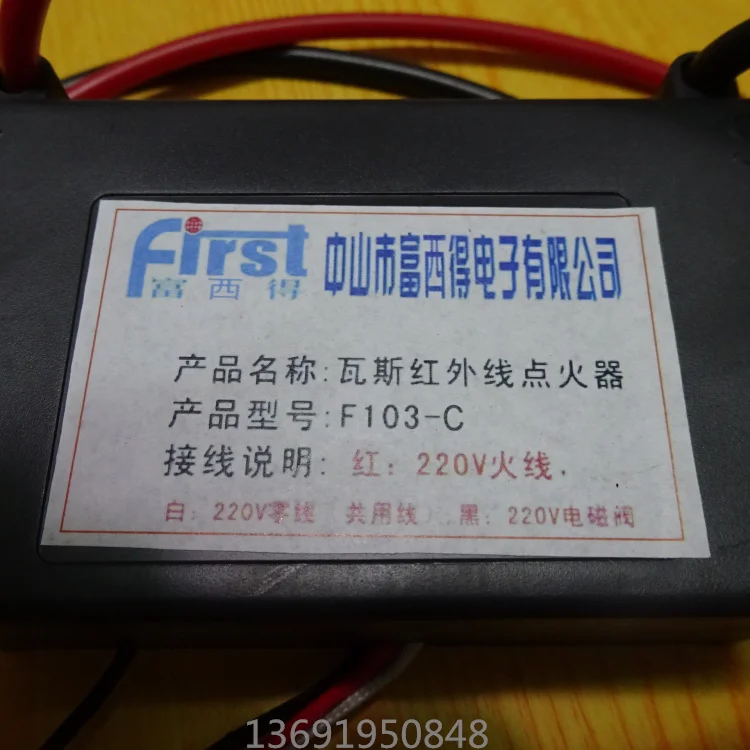 First 中山市富西得电子有限公司
富西得
产品名称:瓦斯红外线点火器
产品型号:F103-C
接线说明:红:220V火线.
白:220V零线（共用线）.黑:220V电磁阀
13691950848